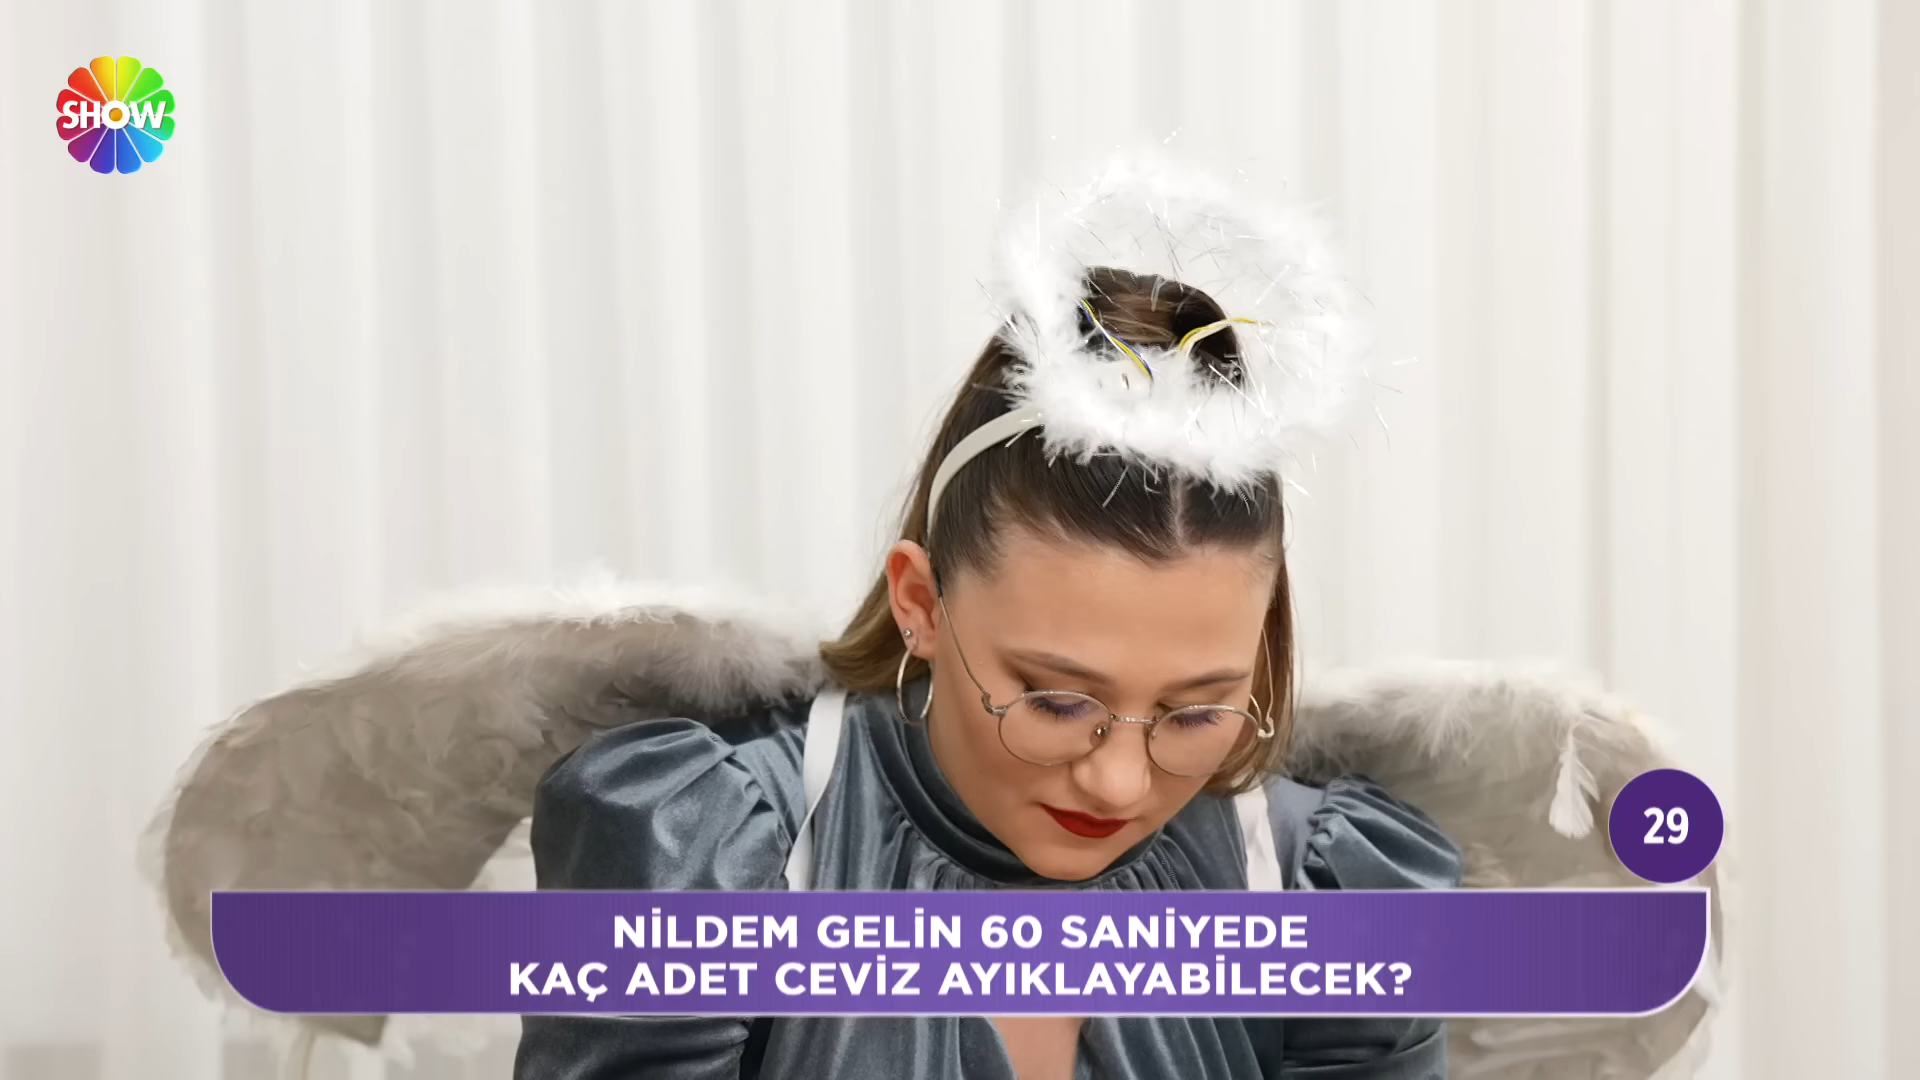 SHOW
29
NİLDEM GELİN 60 SANİYEDE
KAÇ ADET CEVİZ AYIKLAYABİLECEK?